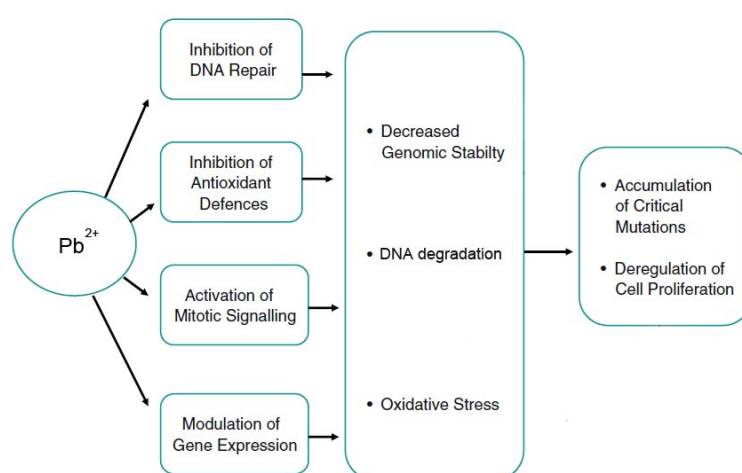 Inhibition of
DNA Repair
Inhibition of
Antioxidant
Defences
Pb2+
Activation of
Mitotic Signalling
Modulation of
Gene Expression
• Decreased
Genomic Stabilty
• DNA degradation
• Oxidative Stress
• Accumulation
of Critical
Mutations
• Deregulation of
Cell Proliferation